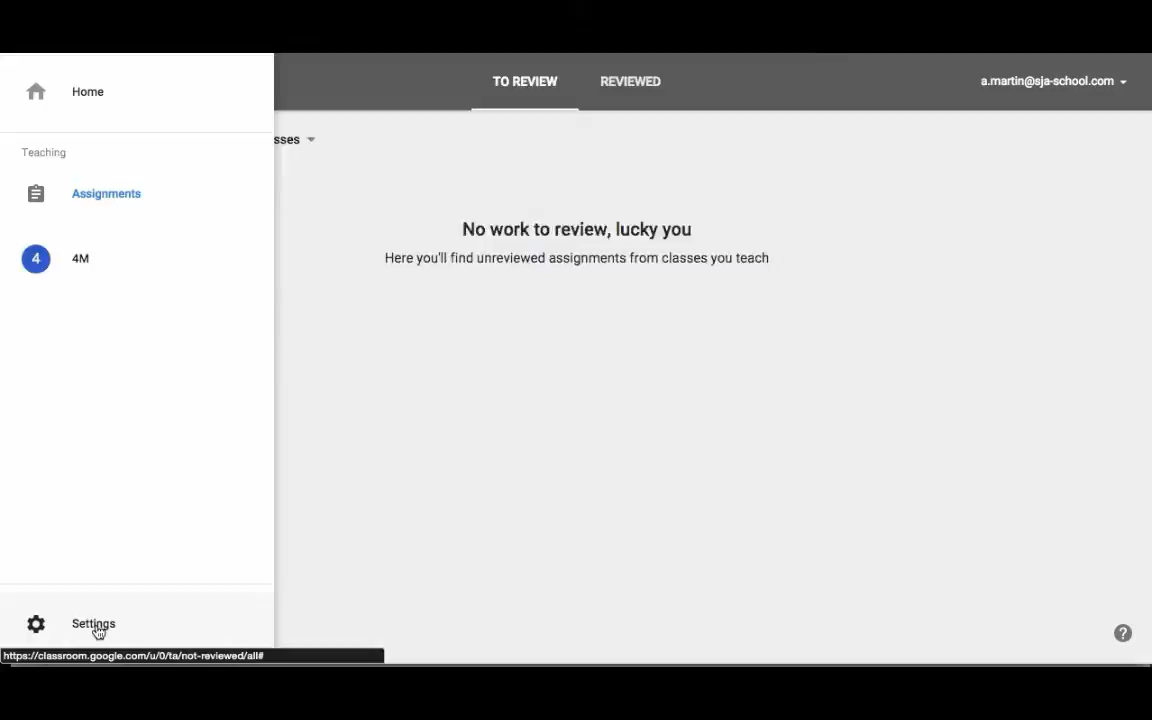 Home
TO REVIEW
REVIEWED
a.martin@sja-school.com
sses
Teaching
Assignments
4
4M
No work to review, lucky you
Here you'll find unreviewed assignments from classes you teach
Settings
?
https://classroom.google.com/u/0/ta/not-reviewed/all#